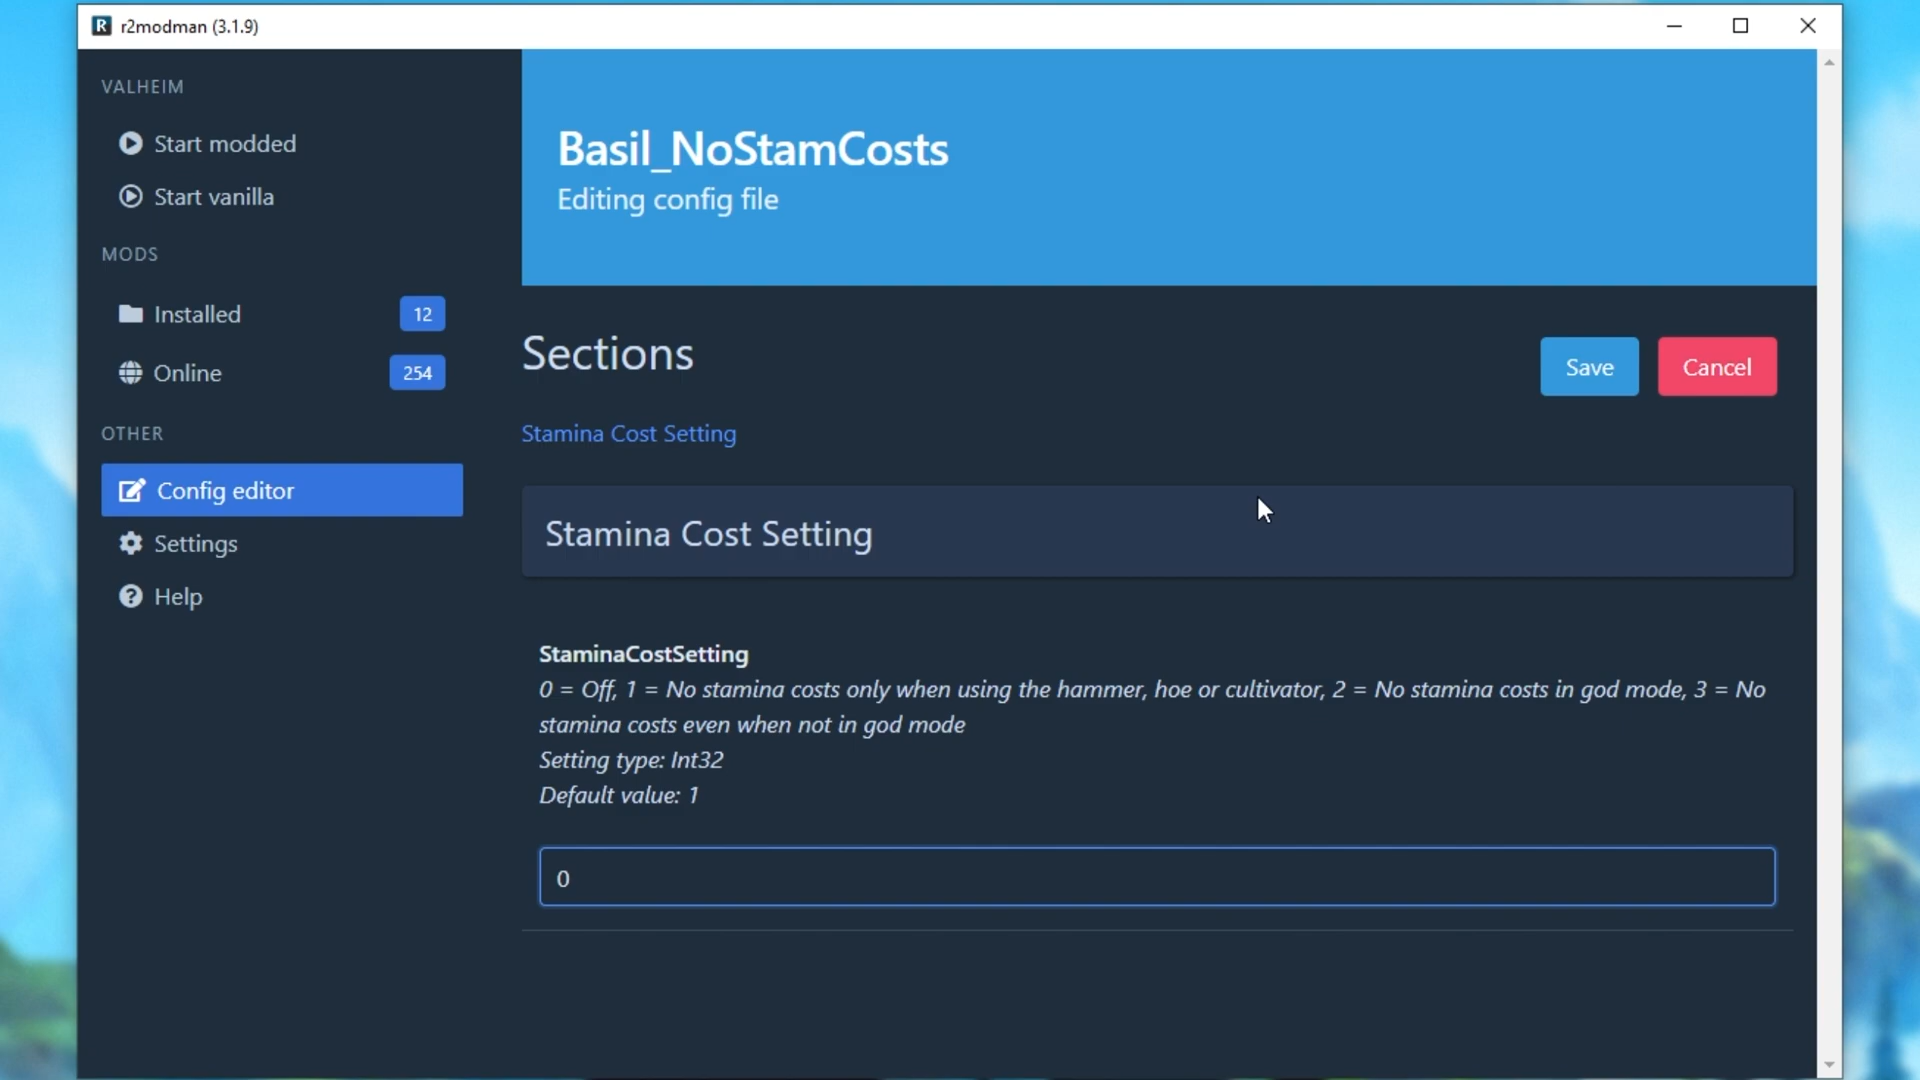 r2modman (3.1.9)
VALHEIM
Start modded
Start vanilla
MODS
Installed 12
Online 254
OTHER
Config editor
Settings
Help
Basil_NoStamCosts
Editing config file
Sections
Save Cancel
Stamina Cost Setting
Stamina Cost Setting
StaminaCostSetting
0 = Off, 1 = No stamina costs only when using the hammer, hoe or cultivator, 2 = No stamina costs in god mode, 3 = No
stamina costs even when not in god mode
Setting type: Int32
Default value: 1
0